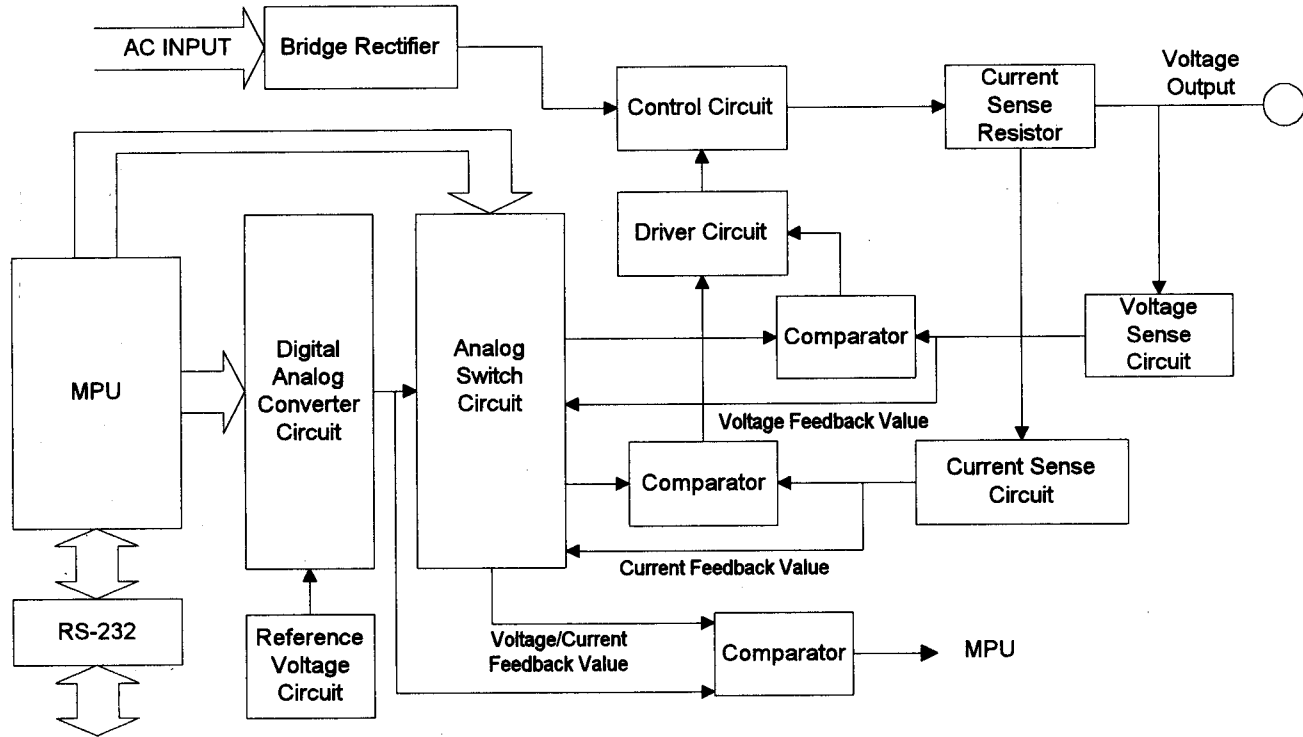 AC INPUT
Bridge Rectifier
Control Circuit
Current
Sense
Resistor
Voltage
Output
Driver Circuit
MPU
Digital
Analog
Converter
Circuit
Analog
Switch
Circuit
Comparator
Voltage
Sense
Circuit
Voltage Feedback Value
Comparator
Current Sense
Circuit
Current Feedback Value
RS-232
Reference
Voltage
Circuit
Voltage/Current
Feedback Value
Comparator
MPU